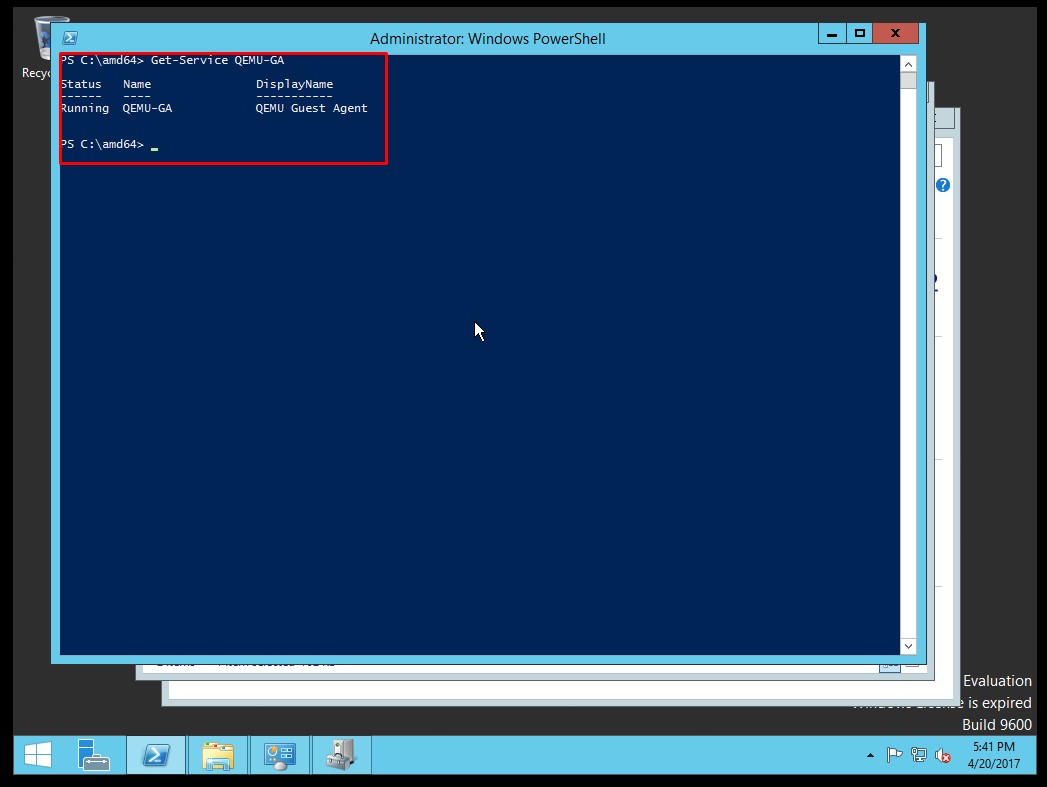 Recyc
Administrator: Windows PowerShell
PS C:\amd64> Get-Service QEMU-GA
Status Name DisplayName
------ ---- -----------
Running QEMU-GA QEMU Guest Agent
PS C:\amd64>
Evaluation
is expired
Build 9600
5:41 PM
4/20/2017